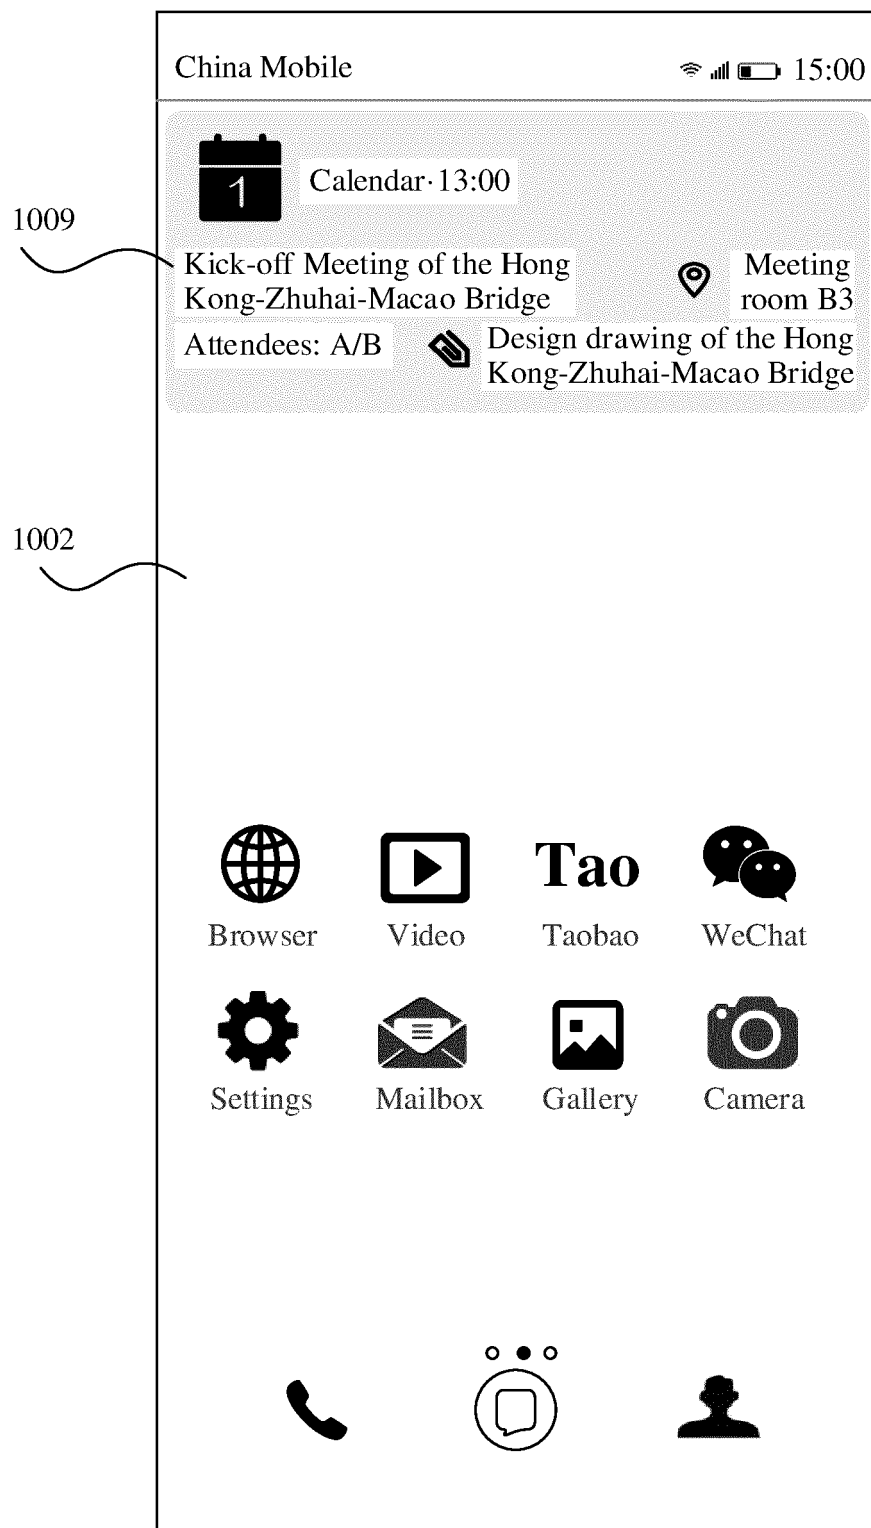 China Mobile 15:00
1
Calendar·13:00
1009
Kick-off Meeting of the Hong
Kong-Zhuhai-Macao Bridge
Meeting
room B3
Attendees: A/B
Design drawing of the Hong
Kong-Zhuhai-Macao Bridge
1002
Tao
Browser Video Taobao WeChat
Settings Mailbox Gallery Camera